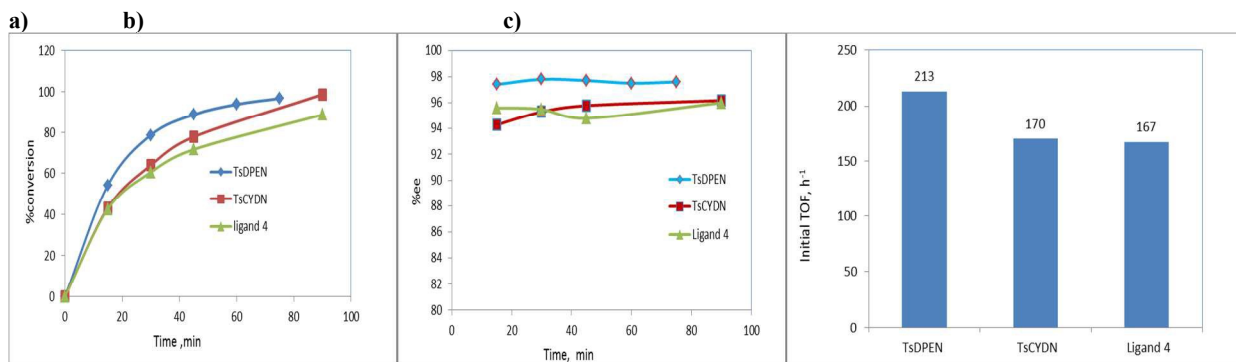 a) b) c)
120
100
80
60
40
20
0
%conversion
TsDPEN
TsCYDN
ligand 4
0 20 40 60 80 100
Time ,min
100
98
96
94
92
90
88
86
84
82
80
%ee
TsDPEN
TsCYDN
Ligand 4
0 20 40 60 80 100
Time, min
250
200
150
100
50
0
Initial TOF, h-1
213
170
167
TsDPEN TsCYDN Ligand 4